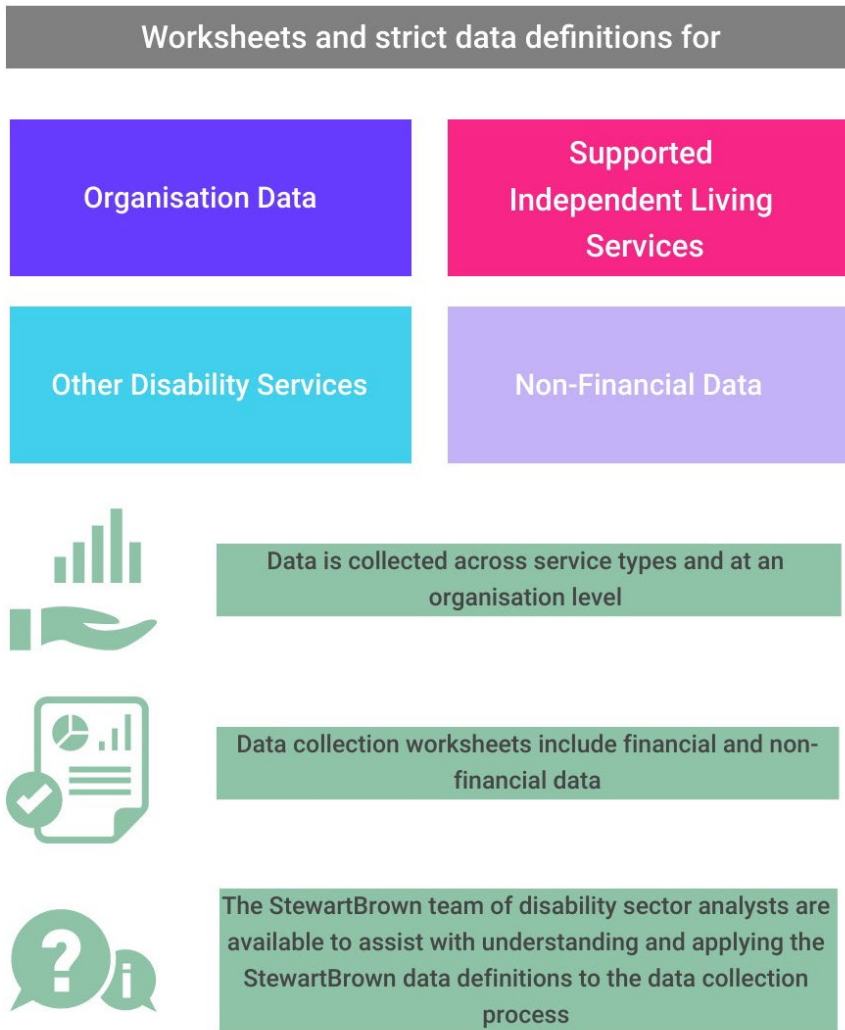 Worksheets and strict data definitions for
Organisation Data
Supported
Independent Living
Services
Other Disability Services
Non-Financial Data
Data is collected across service types and at an
organisation level
Data collection worksheets include financial and non-
financial data
?
i
The StewartBrown team of disability sector analysts are
available to assist with understanding and applying the
StewartBrown data definitions to the data collection
process